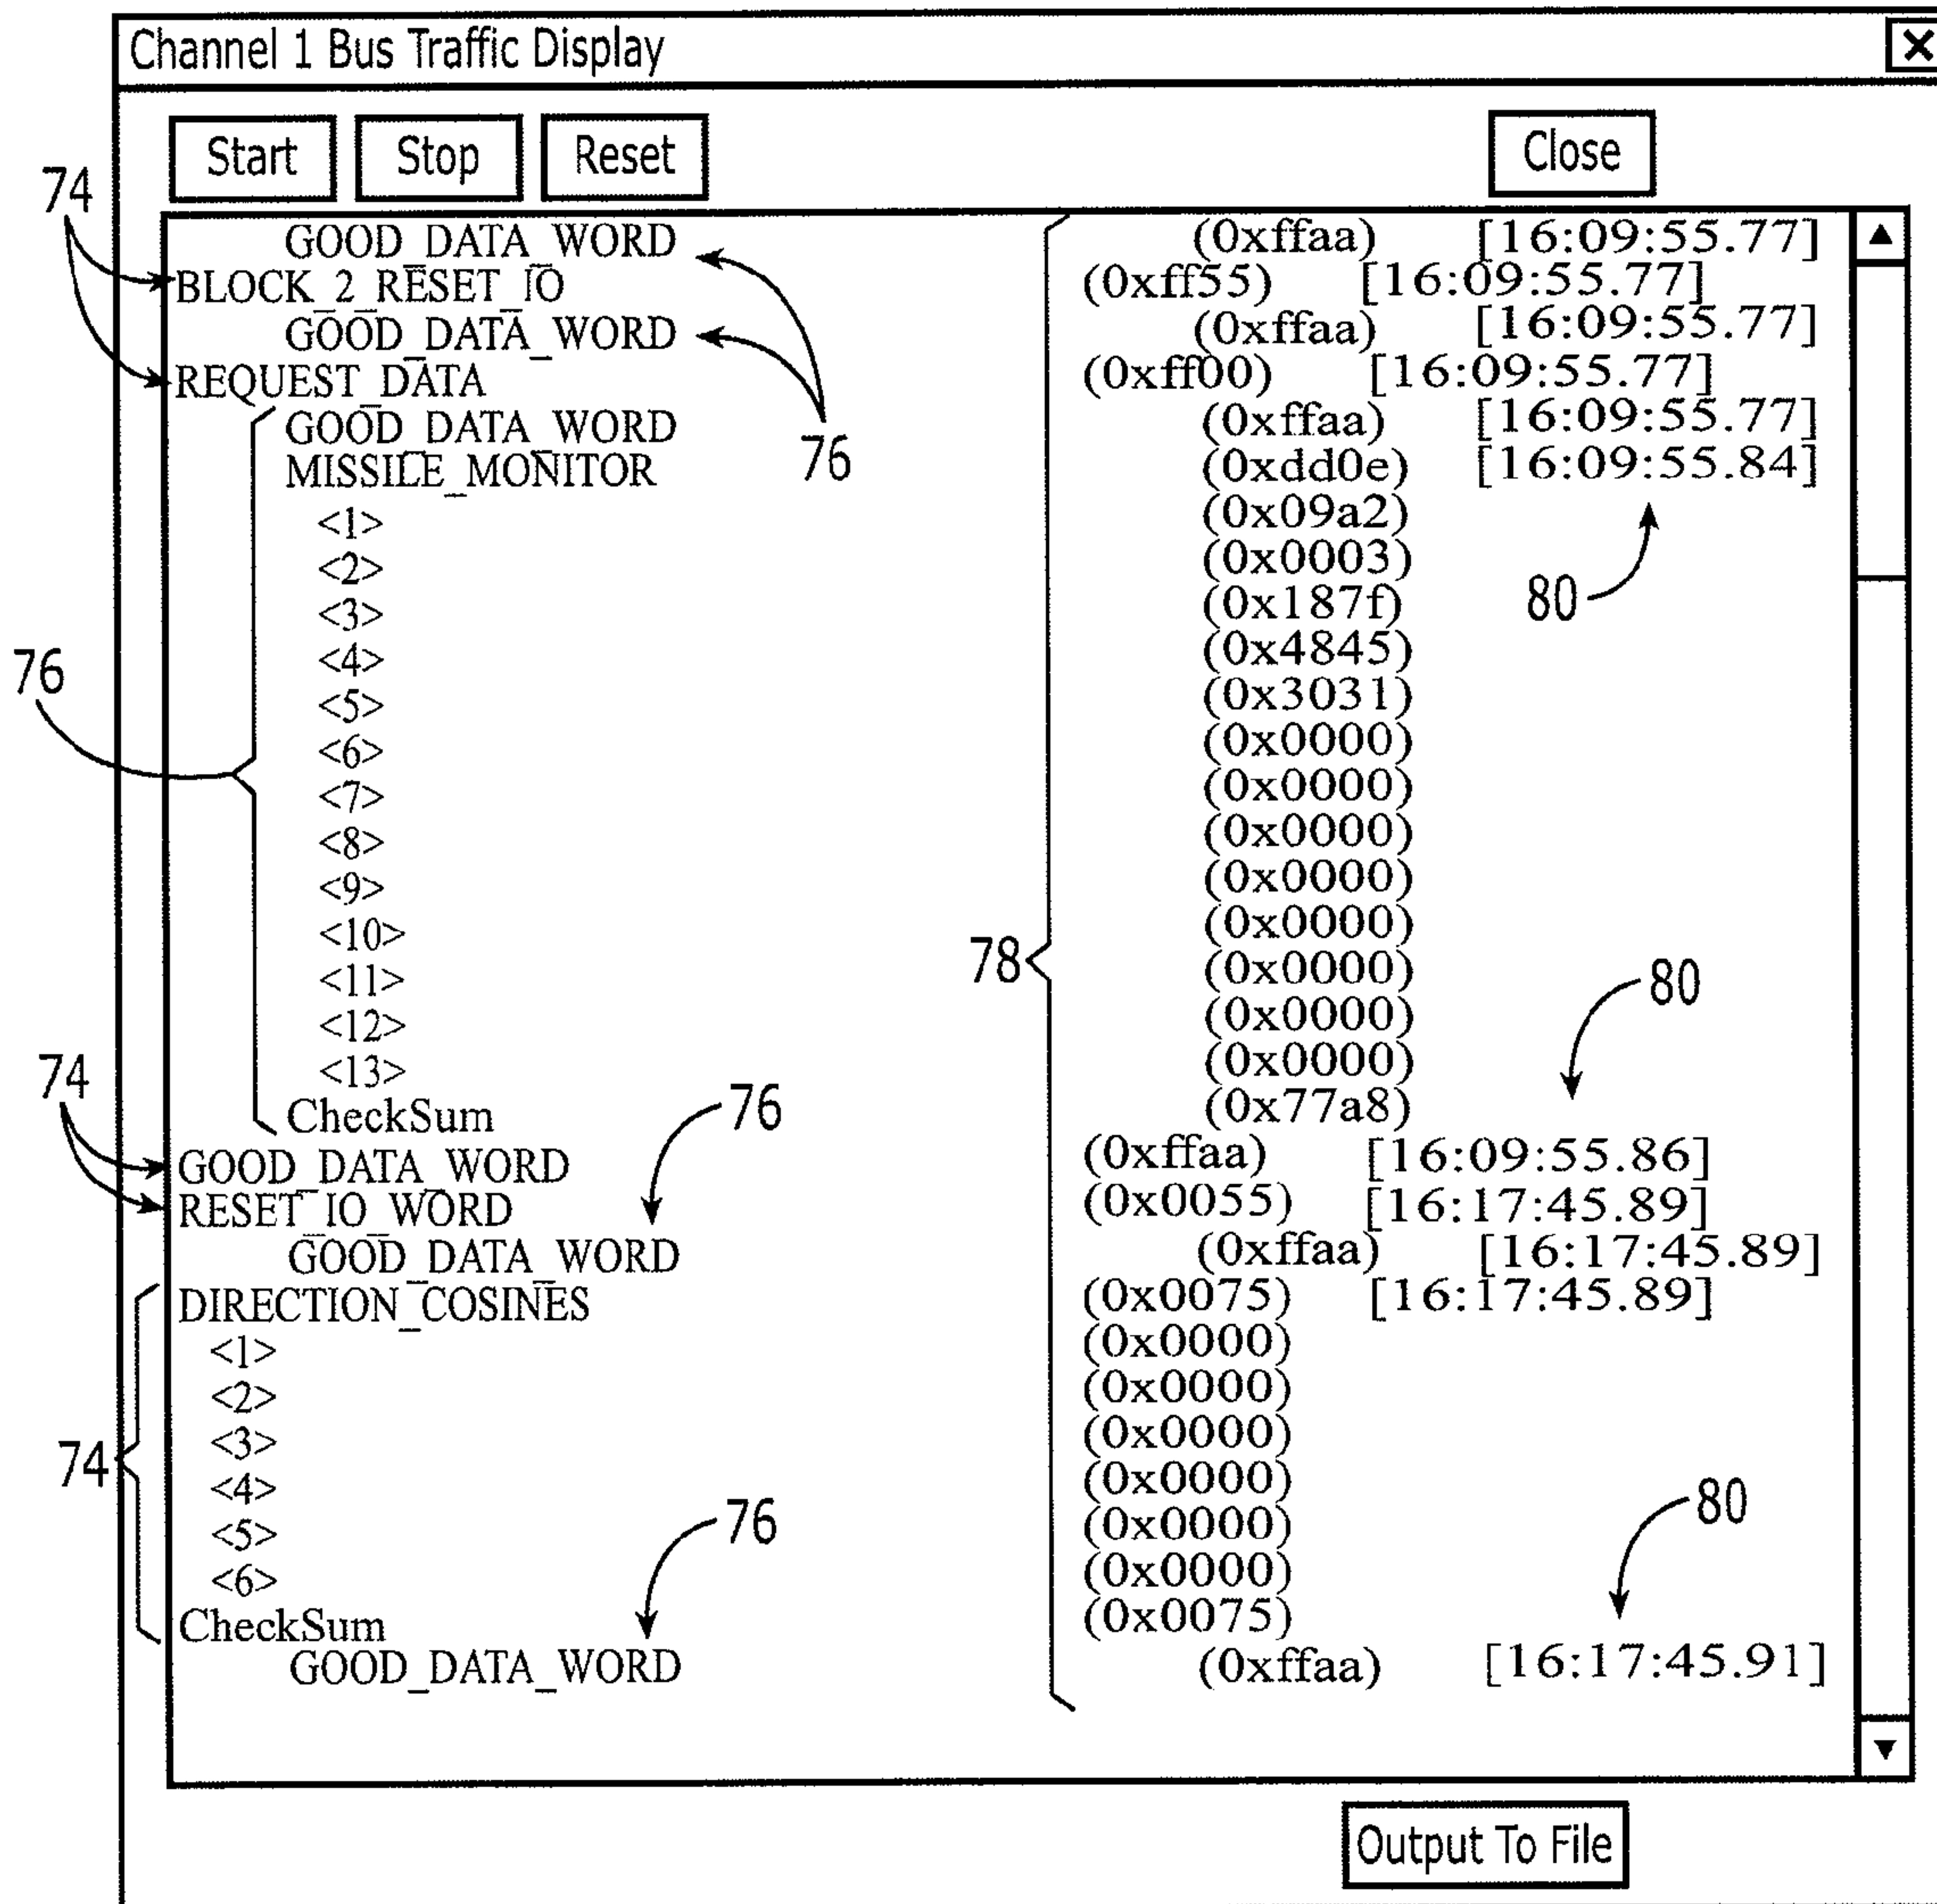 Channel 1 Bus Traffic Display
Start Stop Reset Close
74
GOOD_DATA_WORD (0xffaa) [16:09:55.77]
BLOCK_2_RESET_IO (0xff55) [16:09:55.77]
GOOD_DATA_WORD (0xffaa) [16:09:55.77]
REQUEST_DATA (0xff00) [16:09:55.77]
GOOD_DATA_WORD (0xffaa) [16:09:55.77]
76
MISSILE_MONITOR (0xdd0e) [16:09:55.84]
<1> (0x09a2)
<2> (0x0003)
80
<3> (0x187f)
<4> (0x4845)
76
<5> (0x3031)
<6> (0x0000)
<7> (0x0000)
<8> (0x0000)
<9> (0x0000)
<10> (0x0000)
78
<11> (0x0000)
80
<12> (0x0000)
<13> (0x0000)
74
76
CheckSum (0x77a8)
GOOD_DATA_WORD (0xffaa) [16:09:55.86]
RESET_IO_WORD (0x0055) [16:17:45.89]
GOOD_DATA_WORD (0xffaa) [16:17:45.89]
DIRECTION_COSINES (0x0075) [16:17:45.89]
<1> (0x0000)
<2> (0x0000)
<3> (0x0000)
74
<4> (0x0000)
80
76
<5> (0x0000)
<6> (0x0000)
CheckSum (0x0075)
GOOD_DATA_WORD (0xffaa) [16:17:45.91]
Output To File